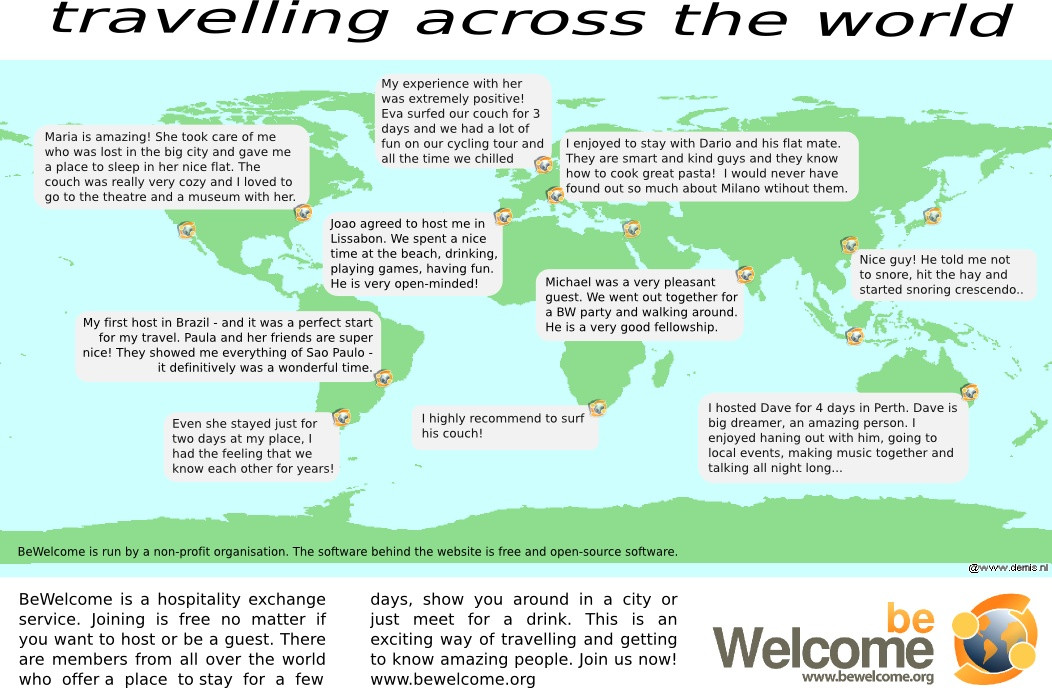 travelling across the world
My experience with her
was extremely positive!
Eva surfed our couch for 3
days and we had a lot of
fun on our cycling tour and
all the time we chilled
Maria is amazing! She took care of me
who was lost in the big city and gave me
a place to sleep in her nice flat. The
couch was really very cozy and I loved to
go to the theatre and a museum with her.
I enjoyed to stay with Dario and his flat mate.
They are smart and kind guys and they know
how to cook great pasta!  I would never have
found out so much about Milano wtihout them.
Joao agreed to host me in
Lissabon. We spent a nice
time at the beach, drinking,
playing games, having fun.
He is very open-minded!
Nice guy! He told me not
to snore, hit the hay and
started snoring crescendo..
Michael was a very pleasant
guest. We went out together for
a BW party and walking around.
He is a very good fellowship.
My first host in Brazil - and it was a perfect start
for my travel. Paula and her friends are super
nice! They showed me everything of Sao Paulo -
it definitively was a wonderful time.
Even she stayed just for
two days at my place, I
had the feeling that we
know each other for years!
I highly recommend to surf
his couch!
I hosted Dave for 4 days in Perth. Dave is
big dreamer, an amazing person. I
enjoyed haning out with him, going to
local events, making music together and
talking all night long...
BeWelcome is run by a non-profit organisation. The software behind the website is free and open-source software.
@www.demis.nl
BeWelcome is a hospitality exchange
service. Joining is free no matter if
you want to host or be a guest. There
are members from all over the world
who offer a place to stay for a few
days, show you around in a city or
just meet for a drink. This is an
exciting way of travelling and getting
to know amazing people. Join us now!
www.bewelcome.org
be
Welcome
www.bewelcome.org